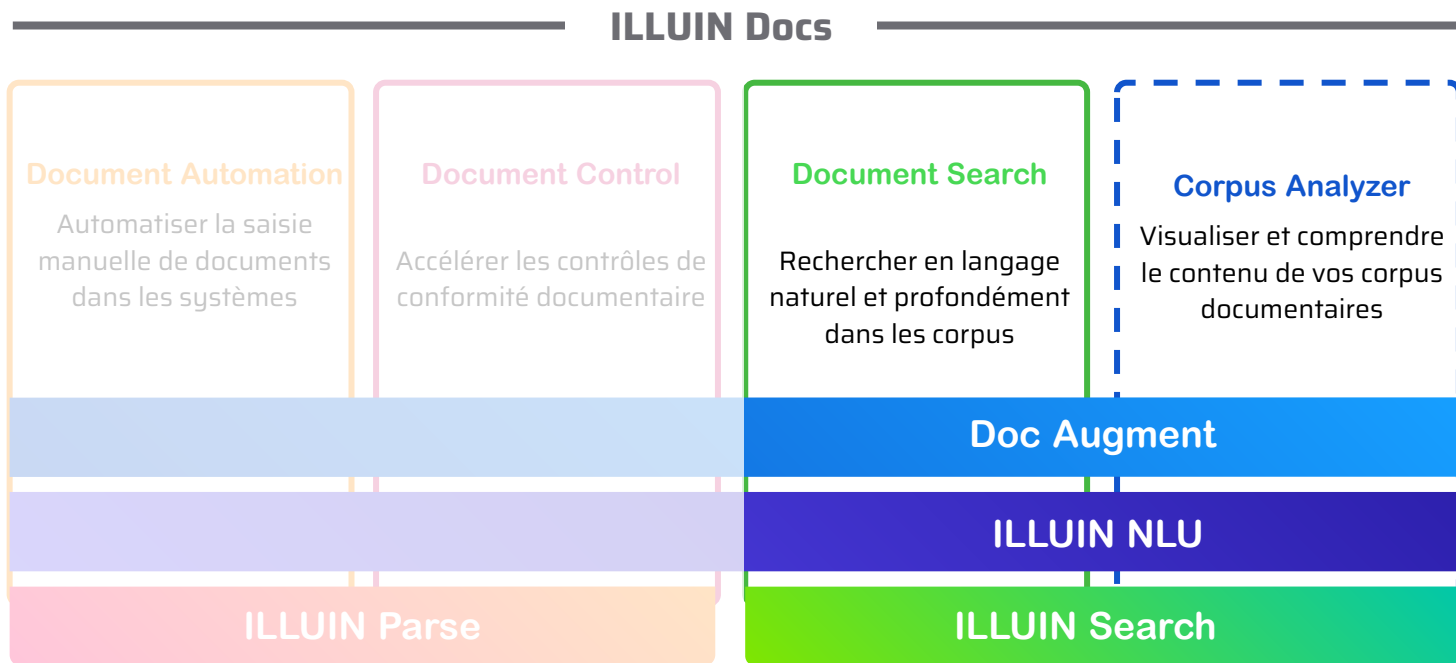 ILLUIN Docs
Document Automation
Automatiser la saisie
manuelle de documents
dans les systèmes
Document Control
Accélérer les contrôles de
conformité documentaire
Document Search
Rechercher en langage
naturel et profondément
dans les corpus
Corpus Analyzer
Visualiser et comprendre
le contenu de vos corpus
documentaires
Doc Augment
ILLUIN NLU
ILLUIN Parse
ILLUIN Search